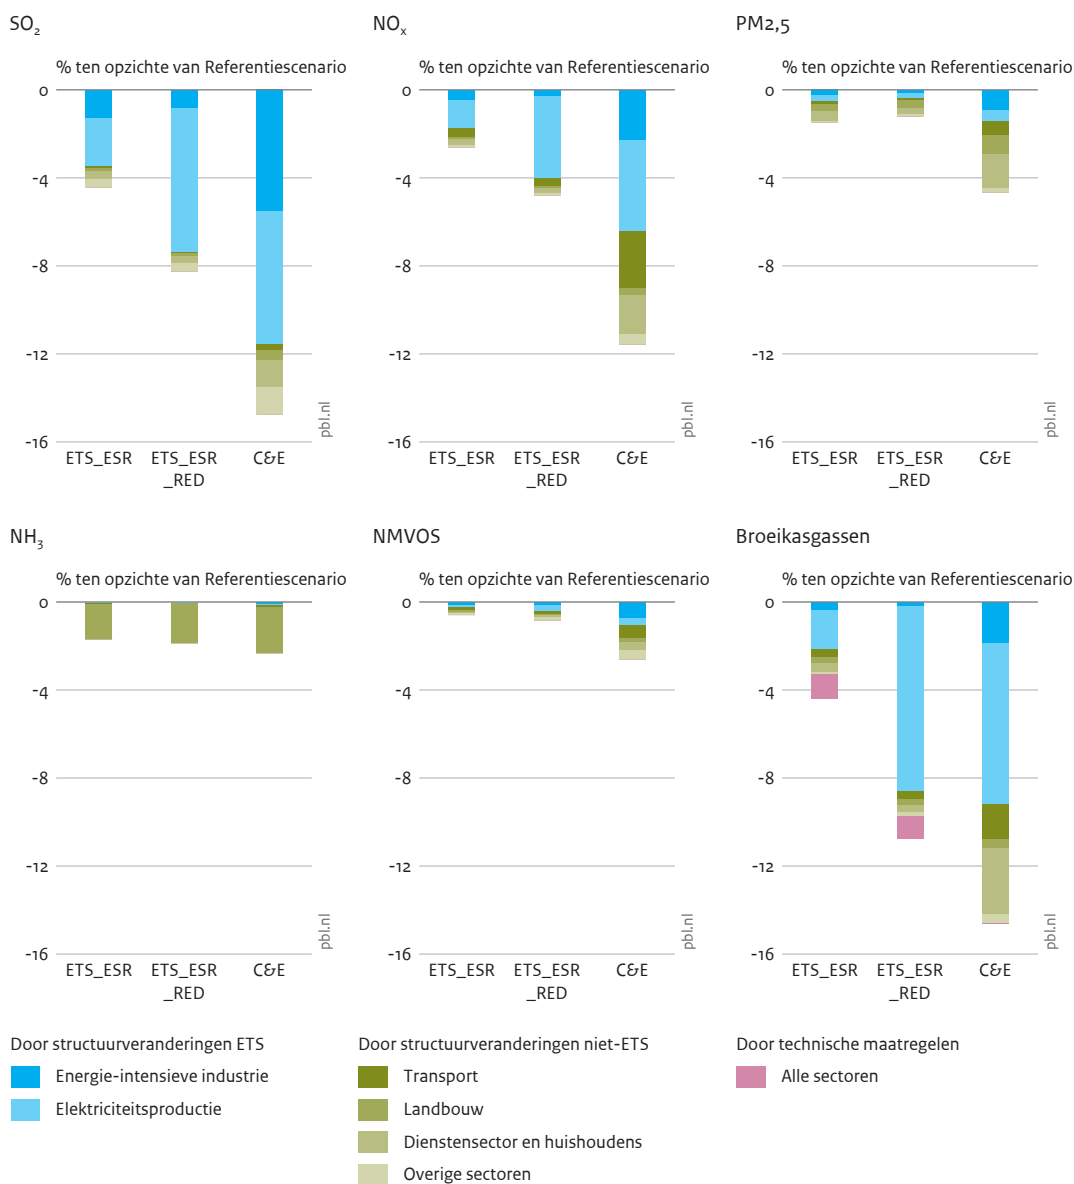 SO₂
% ten opzichte van Referentiescenario
0
-4
-8
-12
-16
ETS_ESR
ETS_ESR
_RED
C&E
pbl.nl
NOₓ
% ten opzichte van Referentiescenario
0
-4
-8
-12
-16
ETS_ESR
ETS_ESR
_RED
C&E
pbl.nl
PM2,5
% ten opzichte van Referentiescenario
0
-4
-8
-12
-16
ETS_ESR
ETS_ESR
_RED
C&E
pbl.nl
NH₃
% ten opzichte van Referentiescenario
0
-4
-8
-12
-16
ETS_ESR
ETS_ESR
_RED
C&E
pbl.nl
NMVOS
% ten opzichte van Referentiescenario
0
-4
-8
-12
-16
ETS_ESR
ETS_ESR
_RED
C&E
pbl.nl
Broeikasgassen
% ten opzichte van Referentiescenario
0
-4
-8
-12
-16
ETS_ESR
ETS_ESR
_RED
C&E
pbl.nl
Door structuurveranderingen ETS
Energie-intensieve industrie
Elektriciteitsproductie
Door structuurveranderingen niet-ETS
Transport
Landbouw
Dienstensector en huishoudens
Overige sectoren
Door technische maatregelen
Alle sectoren